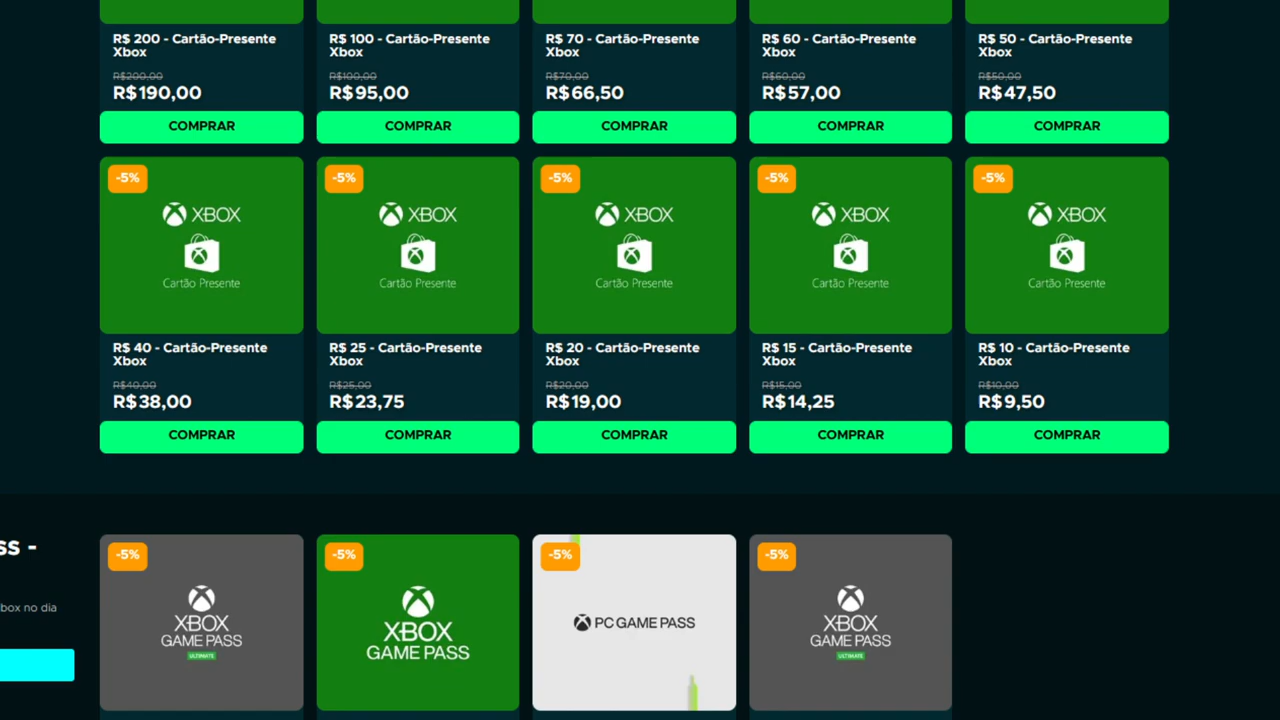 R$ 200 - Cartão-Presente
Xbox
R$200,00
R$190,00
COMPRAR
R$ 100 - Cartão-Presente
Xbox
R$100,00
R$95,00
COMPRAR
R$ 70 - Cartão-Presente
Xbox
R$70,00
R$66,50
COMPRAR
R$ 60 - Cartão-Presente
Xbox
R$60,00
R$57,00
COMPRAR
R$ 50 - Cartão-Presente
Xbox
R$50,00
R$47,50
COMPRAR
-5%
XBOX
Cartão Presente
R$ 40 - Cartão-Presente
Xbox
R$40,00
R$38,00
COMPRAR
-5%
XBOX
Cartão Presente
R$ 25 - Cartão-Presente
Xbox
R$25,00
R$23,75
COMPRAR
-5%
XBOX
Cartão Presente
R$ 20 - Cartão-Presente
Xbox
R$20,00
R$19,00
COMPRAR
-5%
XBOX
Cartão Presente
R$ 15 - Cartão-Presente
Xbox
R$15,00
R$14,25
COMPRAR
-5%
XBOX
Cartão Presente
R$ 10 - Cartão-Presente
Xbox
R$10,00
R$9,50
COMPRAR
ss -
box no dia
-5%
XBOX
GAME PASS
ULTIMATE
-5%
XBOX
GAME PASS
-5%
PC GAME PASS
-5%
XBOX
GAME PASS
ULTIMATE